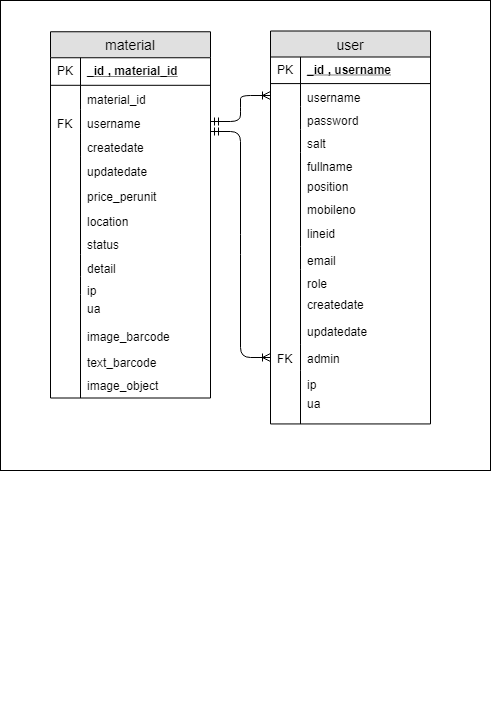 material
PK _id , material_id
material_id
FK username
createdate
updatedate
price_perunit
location
status
detail
ip
ua
image_barcode
text_barcode
image_object
user
PK _id , username
username
password
salt
fullname
position
mobileno
lineid
email
role
createdate
updatedate
FK admin
ip
ua